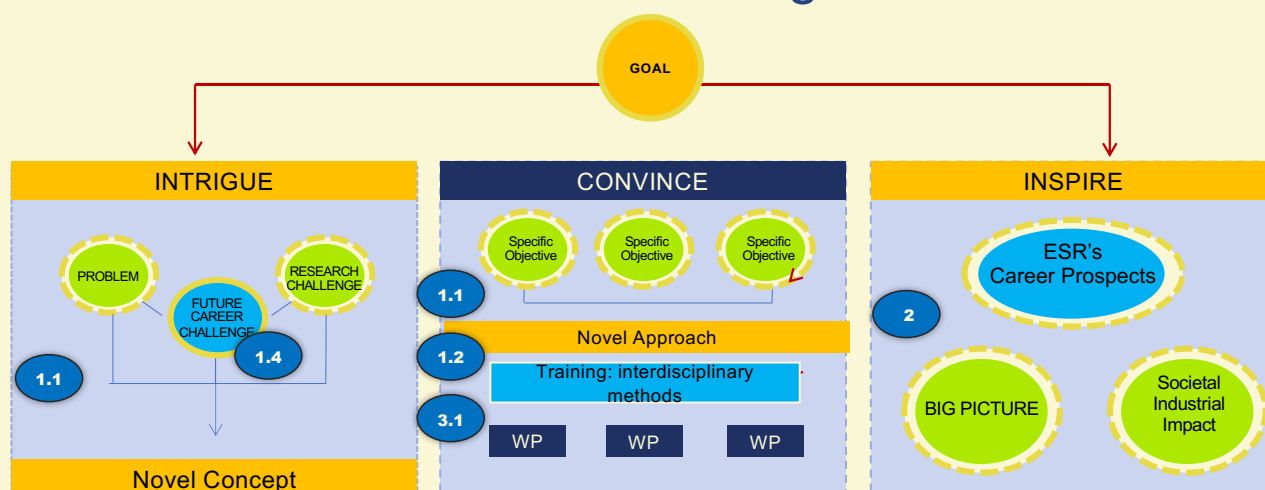 g
GOAL
INTRIGUE
PROBLEM
RESEARCH
CHALLENGE
FUTURE
CAREER
CHALLENGE
1.4
1.1
Novel Concept
CONVINCE
Specific
Objective
Specific
Objective
Specific
Objective
1.1
Novel Approach
1.2
Training: interdisciplinary
methods
3.1
WP
WP
WP
INSPIRE
ESR's
Career Prospects
2
BIG PICTURE
Societal
Industrial
Impact